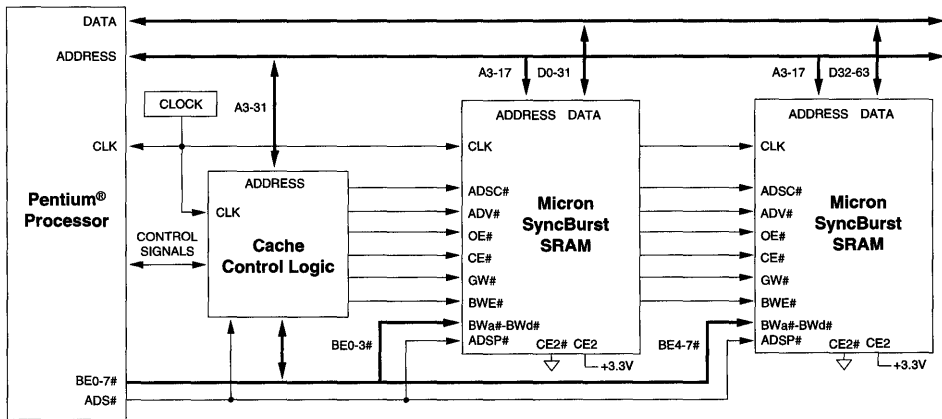 DATA
ADDRESS
A3-17 D0-31
A3-17 D32-63
A3-31
CLOCK
ADDRESS DATA
ADDRESS DATA
CLK
CLK
CLK
ADDRESS
CLK
Pentium®
Processor
CONTROL
SIGNALS
Cache
Control Logic
ADSC#
ADV#
OE#
CE#
GW#
BWE#
BWa#-BWd#
ADSP#
Micron
SyncBurst
SRAM
CE2# CE2
+3.3V
ADSC#
ADV#
OE#
CE#
GW#
BWE#
BWa#-BWd#
ADSP#
Micron
SyncBurst
SRAM
CE2# CE2
+3.3V
BE0-3#
BE4-7#
BE0-7#
ADS#